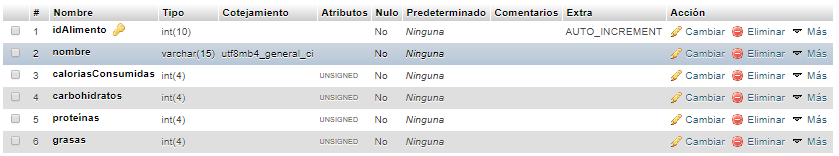 # Nombre Tipo Cotejamiento Atributos Nulo Predeterminado Comentarios Extra Acción
1 idAlimento int(10) No Ninguna AUTO_INCREMENT Cambiar Eliminar Más
2 nombre varchar(15) utf8mb4_general_ci No Ninguna Cambiar Eliminar Más
3 caloriasConsumidas int(4) UNSIGNED No Ninguna Cambiar Eliminar Más
4 carbohidratos int(4) UNSIGNED No Ninguna Cambiar Eliminar Más
5 proteínas int(4) UNSIGNED No Ninguna Cambiar Eliminar Más
6 grasas int(4) UNSIGNED No Ninguna Cambiar Eliminar Más